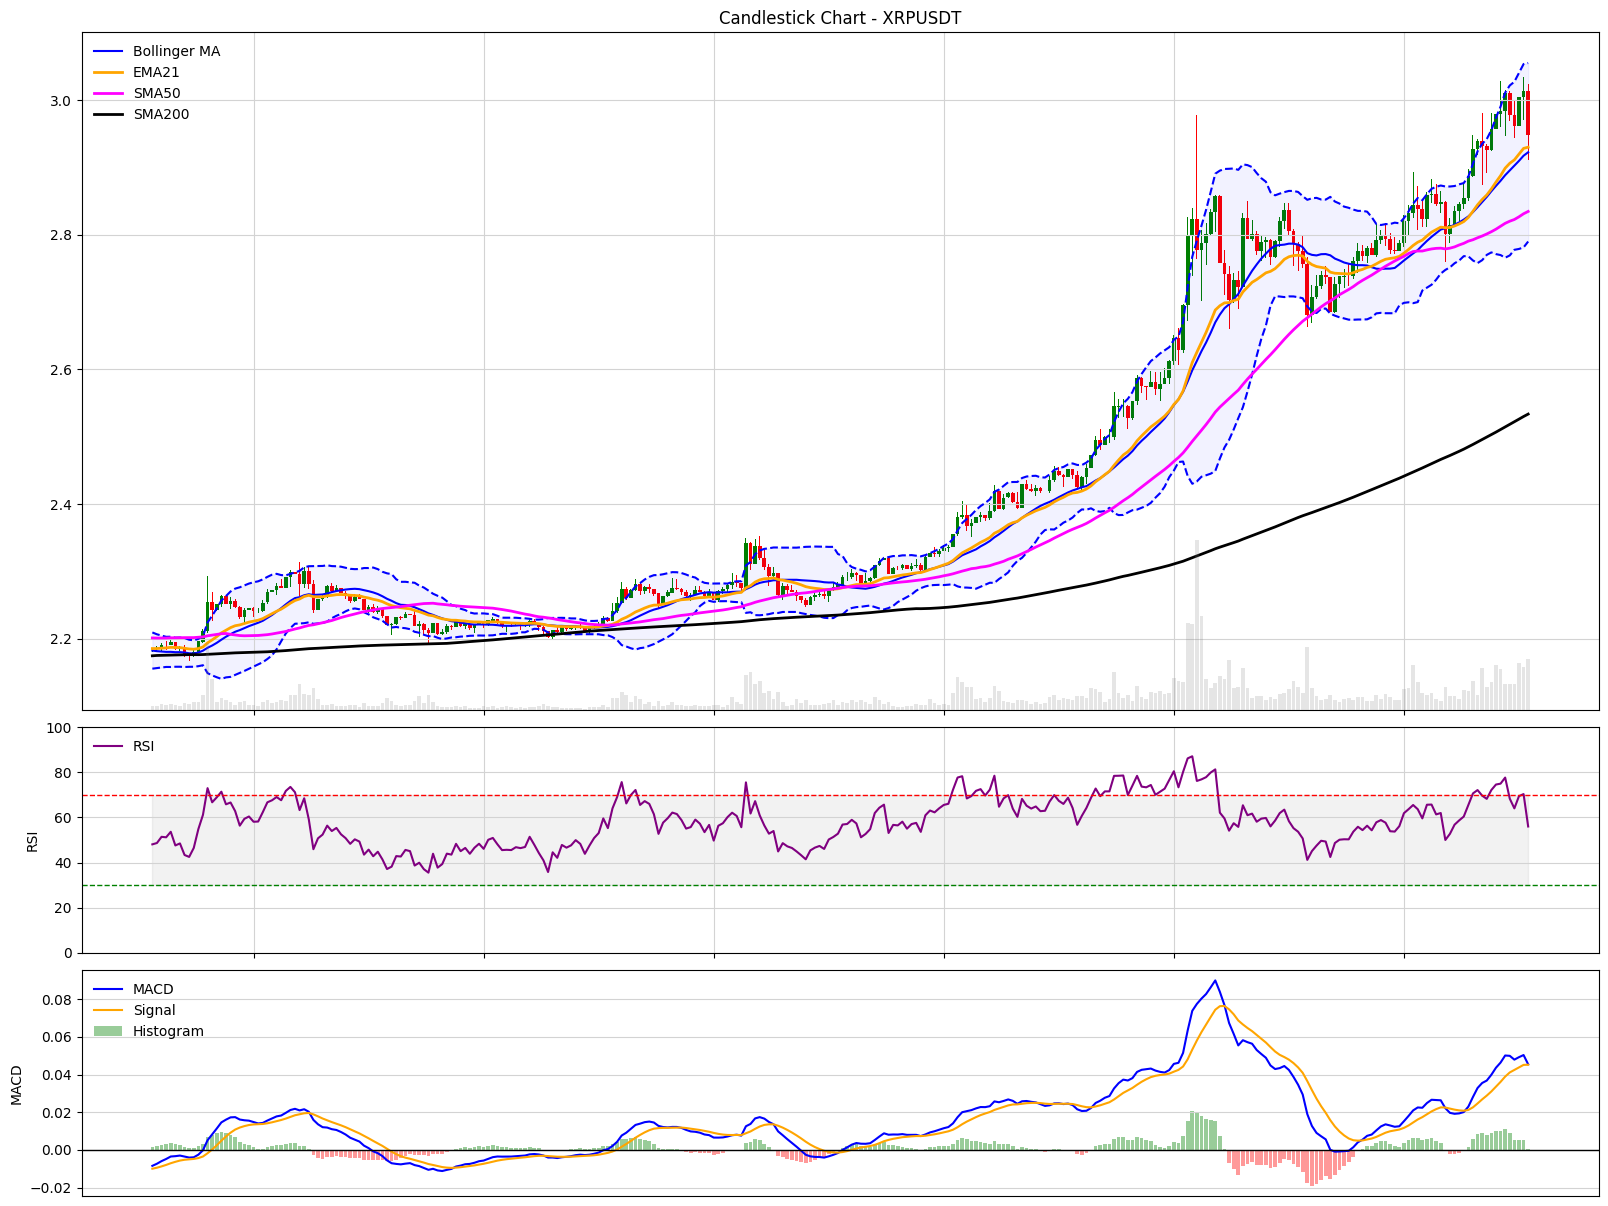 Candlestick Chart - XRPUSDT
Bollinger MA
EMA21
SMA50
SMA200
3.0
2.8
2.6
2.4
2.2
100
80
60
40
20
0
RSI
RSI
0.08
0.06
0.04
0.02
0.00
−0.02
MACD
MACD
Signal
Histogram